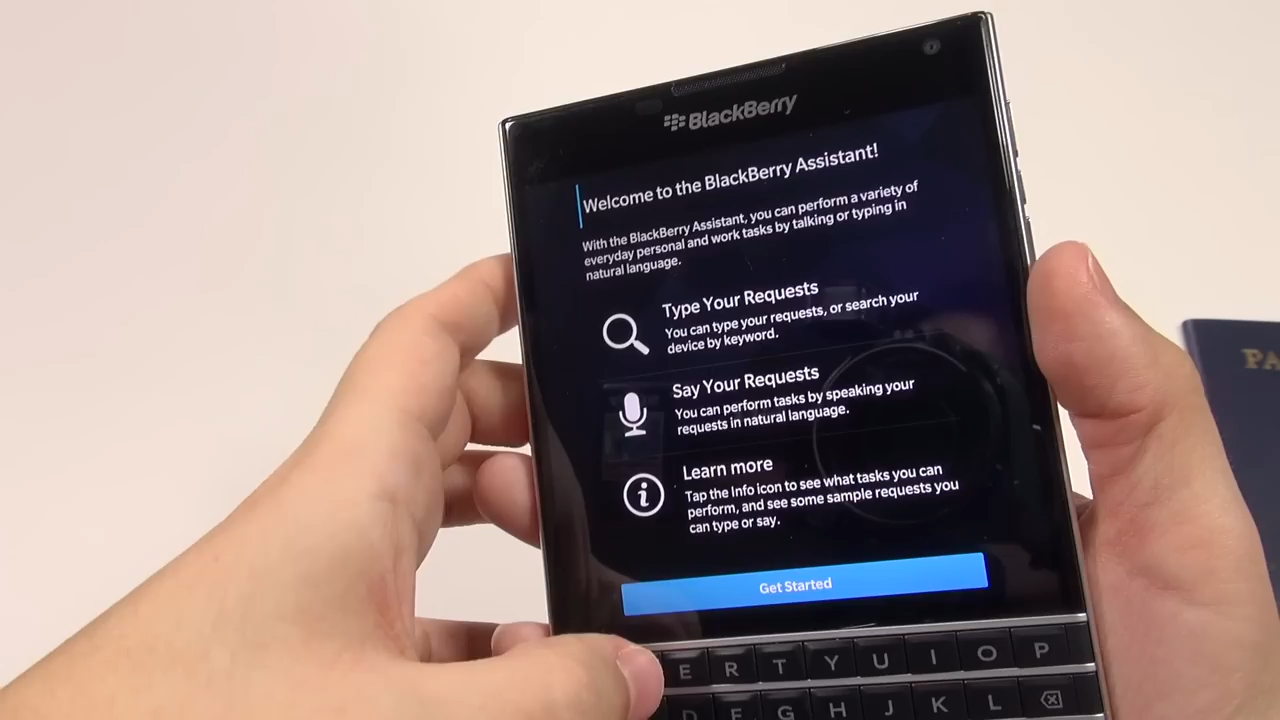 BlackBerry
Welcome to the BlackBerry Assistant!
With the BlackBerry Assistant, you can perform a variety of
everyday personal and work tasks by talking or typing in
natural language.
Type Your Requests
You can type your requests, or search your
device by keyword.
Say Your Requests
You can perform tasks by speaking your
requests in natural language.
Learn more
Tap the Info icon to see what tasks you can
perform, and see some sample requests you
can type or say.
Get Started
E R T Y U I O P
D F G H J K L
PA